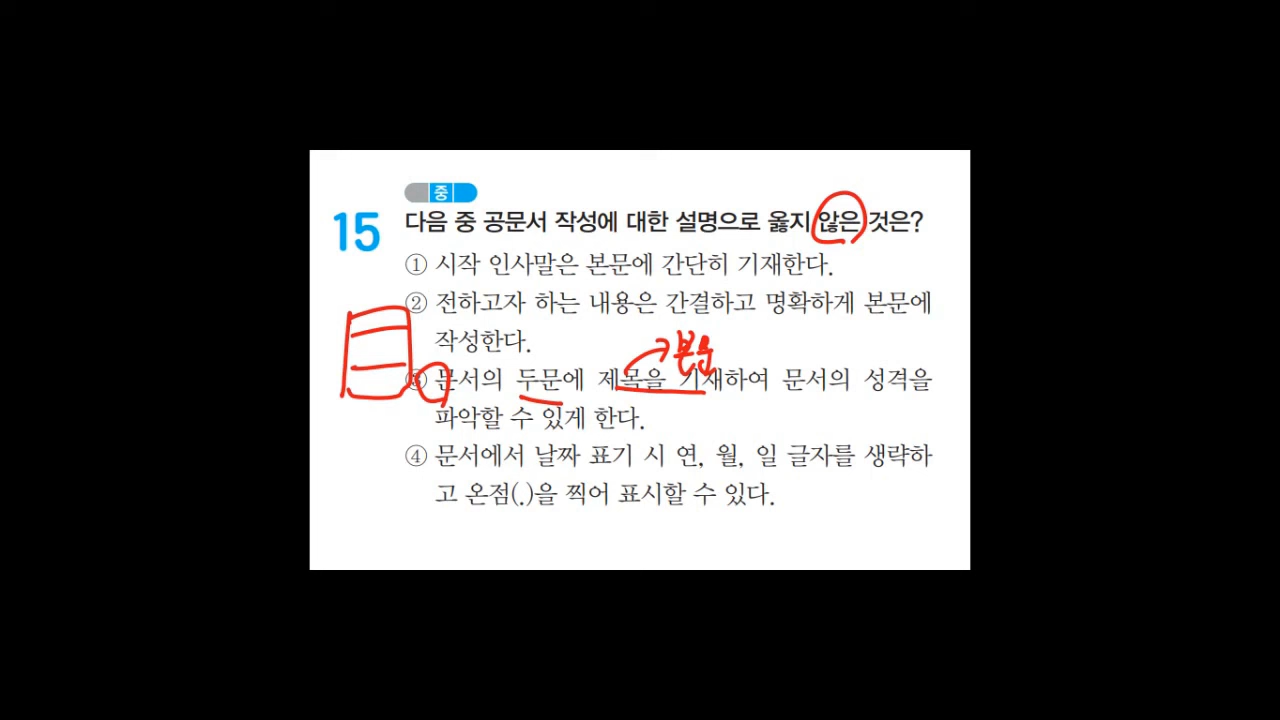 중
15
다음 중 공문서 작성에 대한 설명으로 옳지 않은 것은?
① 시작 인사말은 본문에 간단히 기재한다.
② 전하고자 하는 내용은 간결하고 명확하게 본문에
작성한다.
본문
③ 문서의 두문에 제목을 기재하여 문서의 성격을
파악할 수 있게 한다.
④ 문서에서 날짜 표기 시 연, 월, 일 글자를 생략하
고 온점(.)을 찍어 표시할 수 있다.